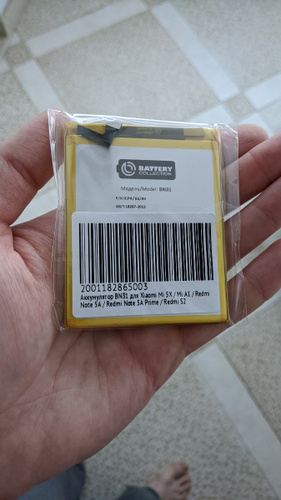 BATTERY
COLLECTION
Модель/Model: BN31
2001182865003
Аккумулятор BN31 для Xiaomi Mi 5X / Mi A1 / Redmi
Note 5A / Redmi Note 5A Prime / Redmi S2